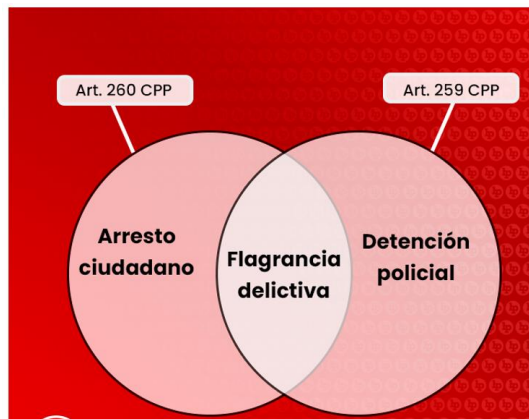 Art. 260 CPP
Art. 259 CPP
Arresto
ciudadano
Flagrancia
delictiva
Detención
policial